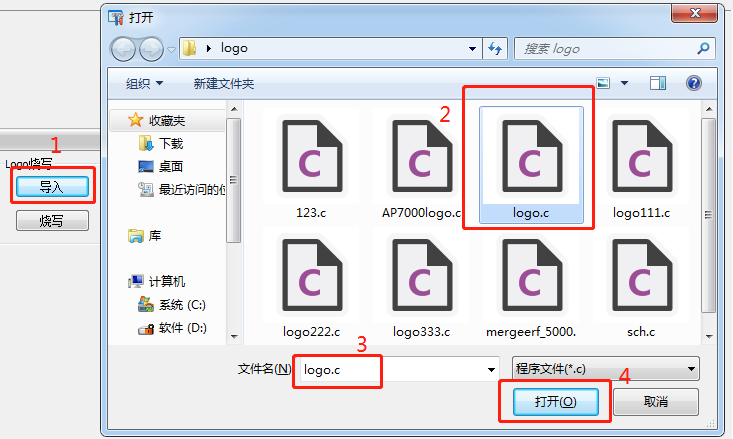 打开
logo
搜索 logo
组织
新建文件夹
1
Logo烧写
导入
烧写
收藏夹
下载
桌面
最近访问的位
库
计算机
系统 (C:)
软件 (D:)
2
C
C
C
C
123.c
AP7000logo.c
logo.c
logo111.c
C
C
C
C
logo222.c
logo333.c
mergeerf_5000.
sch.c
3
文件名(N)
logo.c
程序文件(*.c)
4
打开(O)
取消